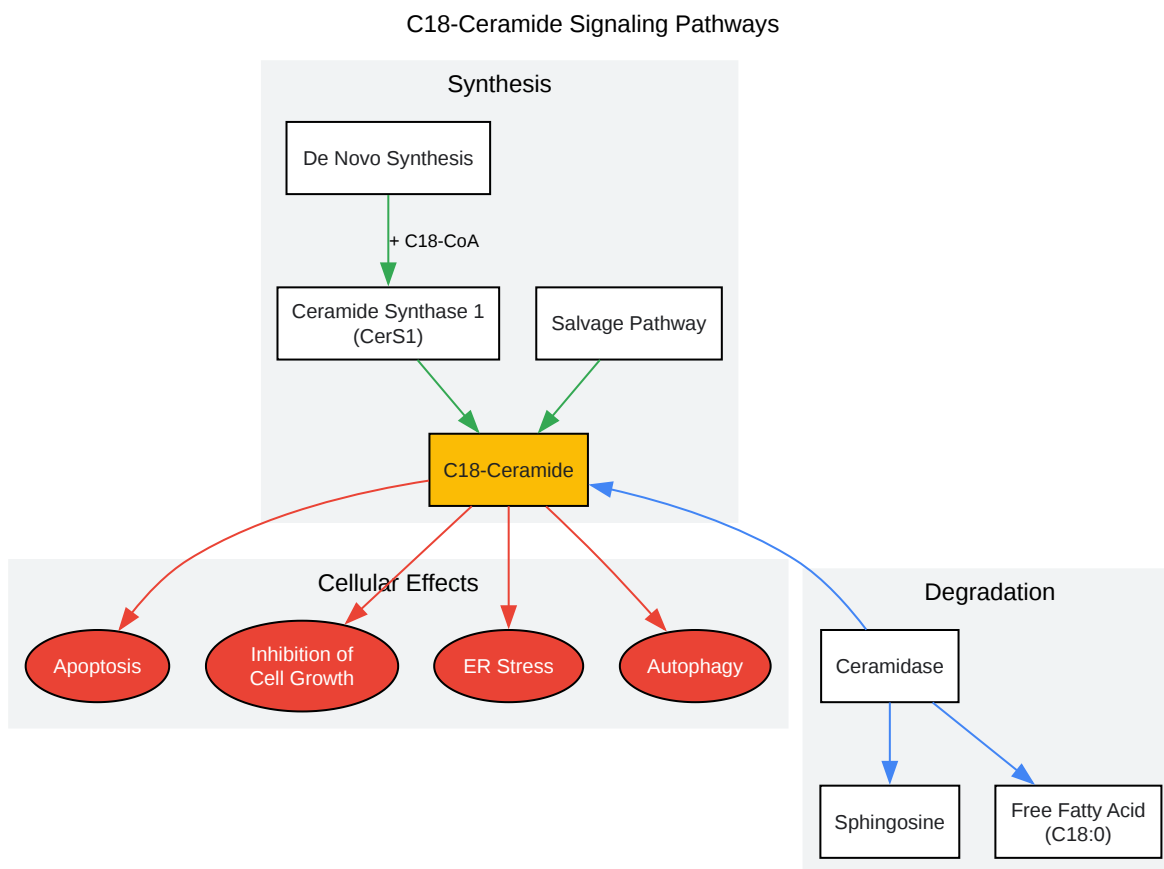 C18-Ceramide Signaling Pathways
Synthesis
De Novo Synthesis
+ C18-CoA
Ceramide Synthase 1
(CerS1)
Salvage Pathway
C18-Ceramide
Cellular Effects
Apoptosis
Inhibition of
Cell Growth
ER Stress
Autophagy
Degradation
Ceramidase
Sphingosine
Free Fatty Acid
(C18:0)